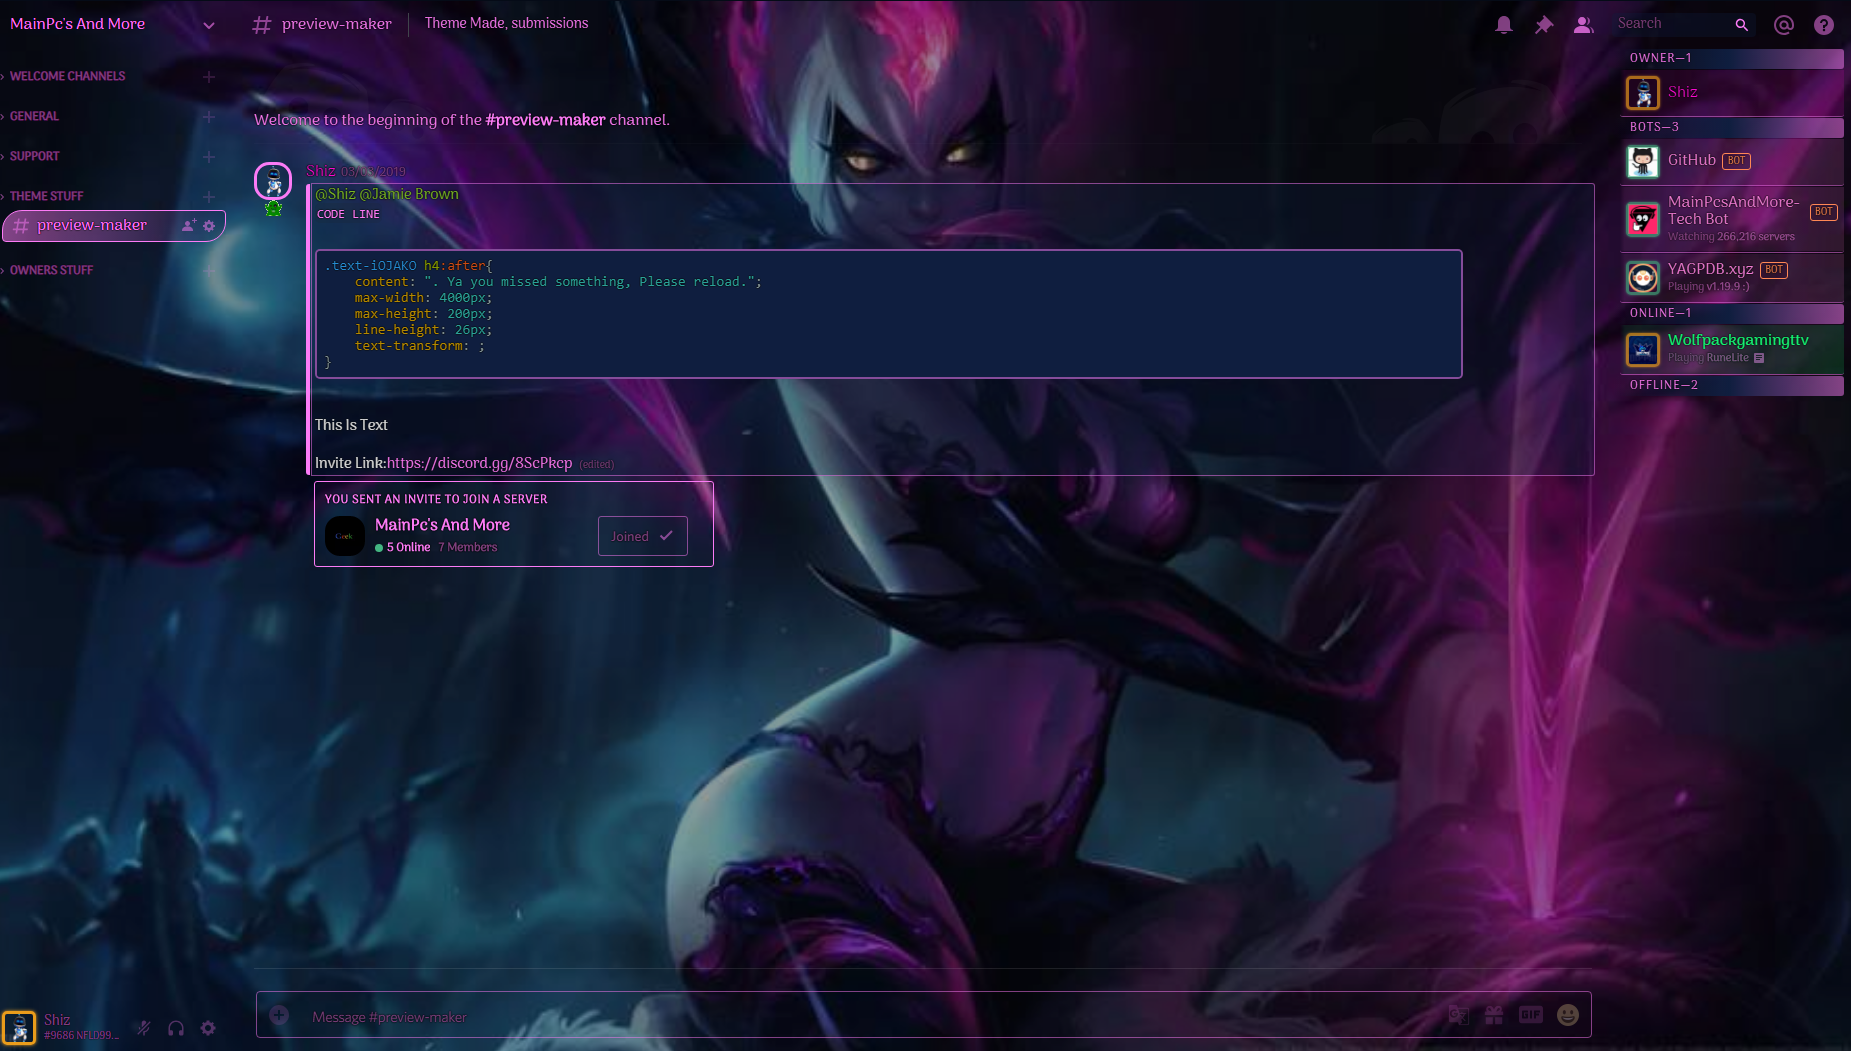 MainPc's And More
WELCOME CHANNELS
GENERAL
SUPPORT
THEME STUFF
preview-maker
OWNERS STUFF
Shiz
#9686 NFL099...
preview-maker
Theme Made, submissions
Search
Welcome to the beginning of the #preview-maker channel.
Shiz 03/03/2019
@Shiz @Jamie Brown
CODE LINE
.text-iOJAKO h4:after{
    content: ". Ya you missed something, Please reload.";
    max-width: 4000px;
    max-height: 200px;
    line-height: 26px;
    text-transform: ;
}
This Is Text
Invite Link:https://discord.gg/8ScPkcp (edited)
YOU SENT AN INVITE TO JOIN A SERVER
Geek
MainPc's And More
5 Online 7 Members
Joined
Message #preview-maker
GIF
OWNER—1
Shiz
BOTS—3
GitHub BOT
MainPcsAndMore-
Tech Bot BOT
Watching 266,216 servers
YAGPDB.xyz BOT
Playing v1.19.9 :)
ONLINE—1
Wolfpackgamingttv
Playing RuneLite
OFFLINE—2